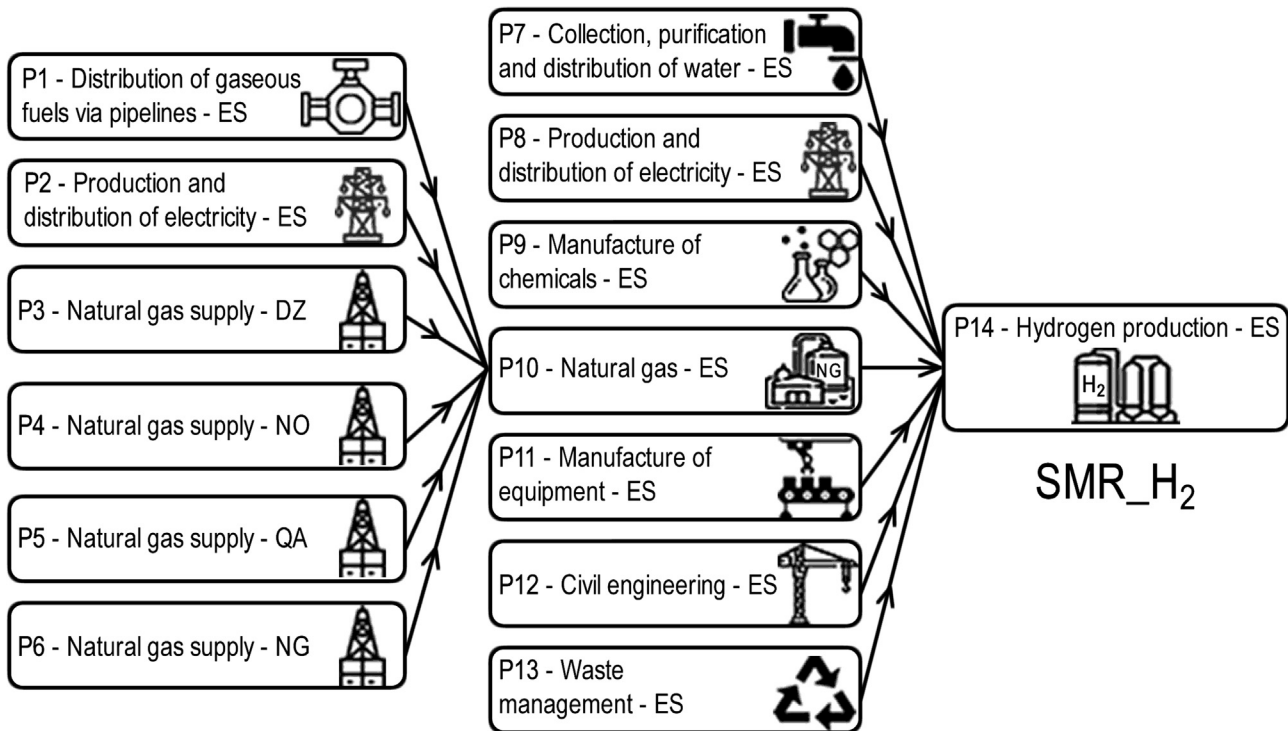 P1 - Distribution of gaseous
fuels via pipelines - ES
P2 - Production and
distribution of electricity - ES
P3 - Natural gas supply - DZ
P4 - Natural gas supply - NO
P5 - Natural gas supply - QA
P6 - Natural gas supply - NG
P7 - Collection, purification
and distribution of water - ES
P8 - Production and
distribution of electricity - ES
P9 - Manufacture of
chemicals - ES
P10 - Natural gas - ES
NG
P11 - Manufacture of
equipment - ES
P12 - Civil engineering - ES
P13 - Waste
management - ES
P14 - Hydrogen production - ES
H₂
SMR_H₂